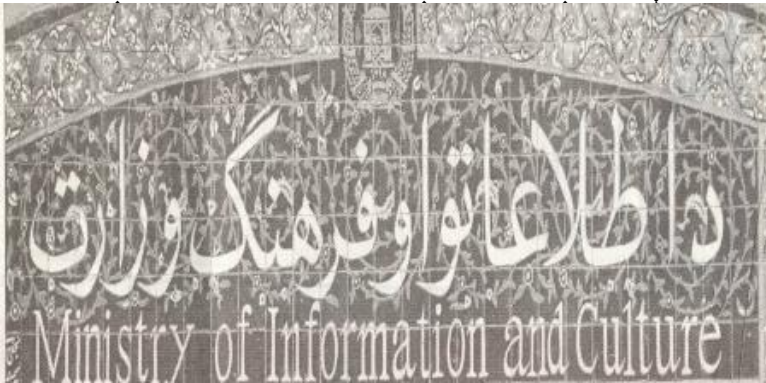 د اطلاعاتو او فرهنگ وزارت
Ministry of Information and Culture